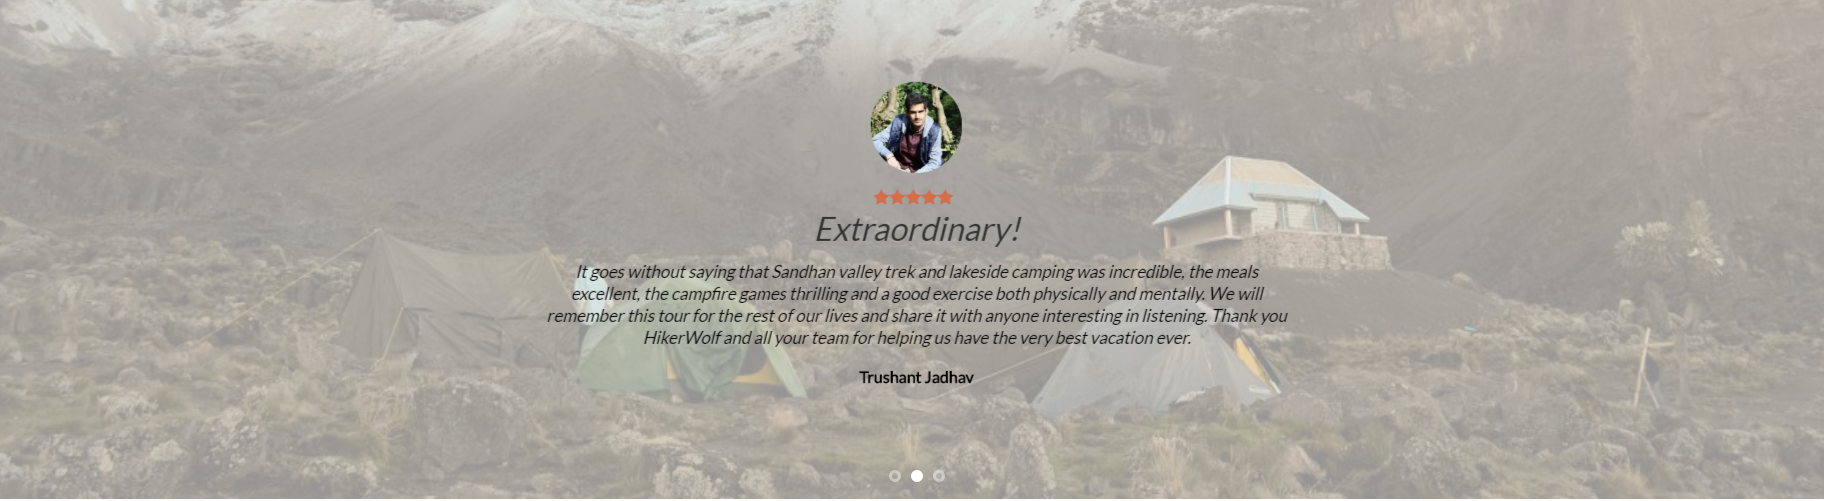 Extraordinary!
It goes without saying that Sandhan valley trek and lakeside camping was incredible, the meals
excellent, the campfire games thrilling and a good exercise both physically and mentally. We will
remember this tour for the rest of our lives and share it with anyone interesting in listening. Thank you
HikerWolf and all your team for helping us have the very best vacation ever.
Trushant Jadhav